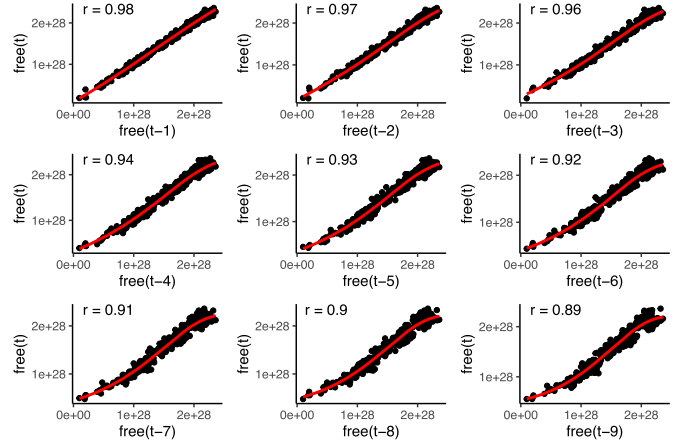 r = 0.98
r = 0.97
r = 0.96
free(t)
2e+28
1e+28
0e+00 1e+28 2e+28
free(t−1)
free(t)
2e+28
1e+28
0e+00 1e+28 2e+28
free(t−2)
free(t)
2e+28
1e+28
0e+00 1e+28 2e+28
free(t−3)
r = 0.94
r = 0.93
r = 0.92
free(t)
2e+28
1e+28
0e+00 1e+28 2e+28
free(t−4)
free(t)
2e+28
1e+28
0e+00 1e+28 2e+28
free(t−5)
free(t)
2e+28
1e+28
0e+00 1e+28 2e+28
free(t−6)
r = 0.91
r = 0.9
r = 0.89
free(t)
2e+28
1e+28
0e+00 1e+28 2e+28
free(t−7)
free(t)
2e+28
1e+28
0e+00 1e+28 2e+28
free(t−8)
free(t)
2e+28
1e+28
0e+00 1e+28 2e+28
free(t−9)